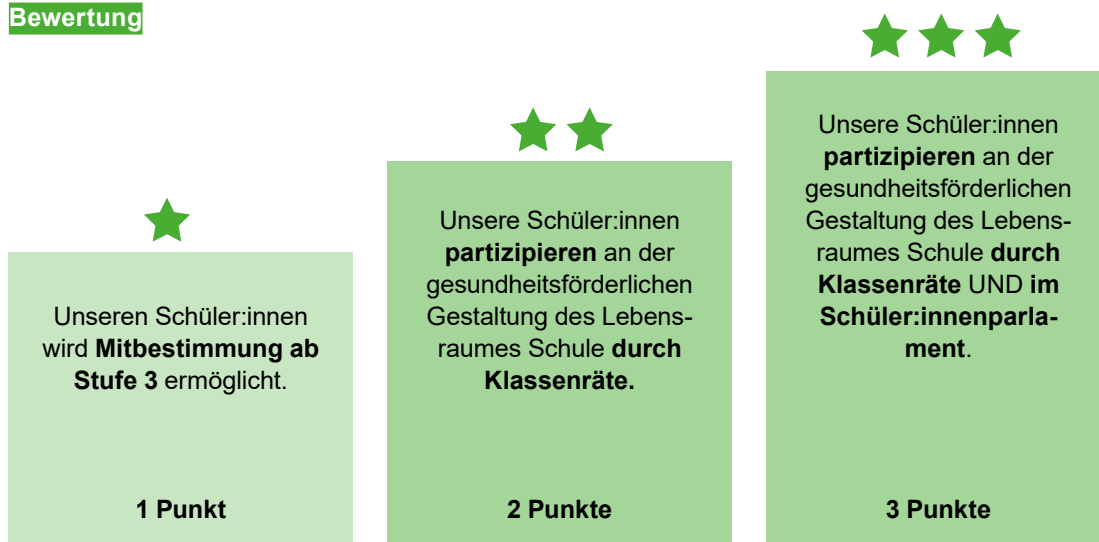 Bewertung
Unseren Schüler:innen
wird Mitbestimmung ab
Stufe 3 ermöglicht.
1 Punkt
Unsere Schüler:innen
partizipieren an der
gesundheitsförderlichen
Gestaltung des Lebens-
raumes Schule durch
Klassenräte.
2 Punkte
Unsere Schüler:innen
partizipieren an der
gesundheitsförderlichen
Gestaltung des Lebens-
raumes Schule durch
Klassenräte UND im
Schüler:innenparla-
ment.
3 Punkte